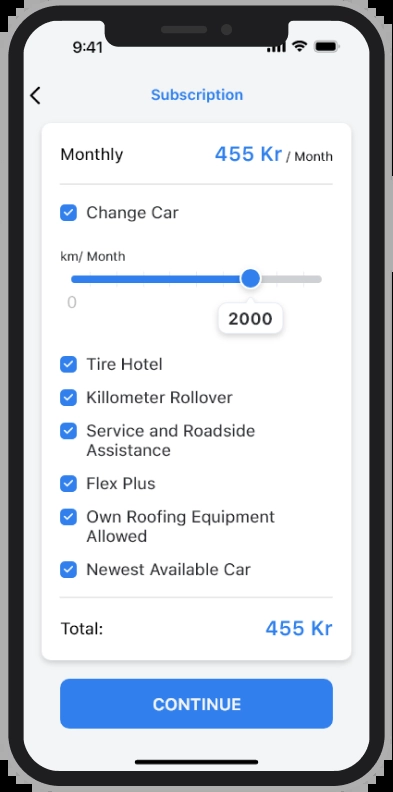 9:41
Subscription
Monthly 455 Kr / Month
Change Car
km/ Month
0
2000
Tire Hotel
Killometer Rollover
Service and Roadside
Assistance
Flex Plus
Own Roofing Equipment
Allowed
Newest Available Car
Total: 455 Kr
CONTINUE